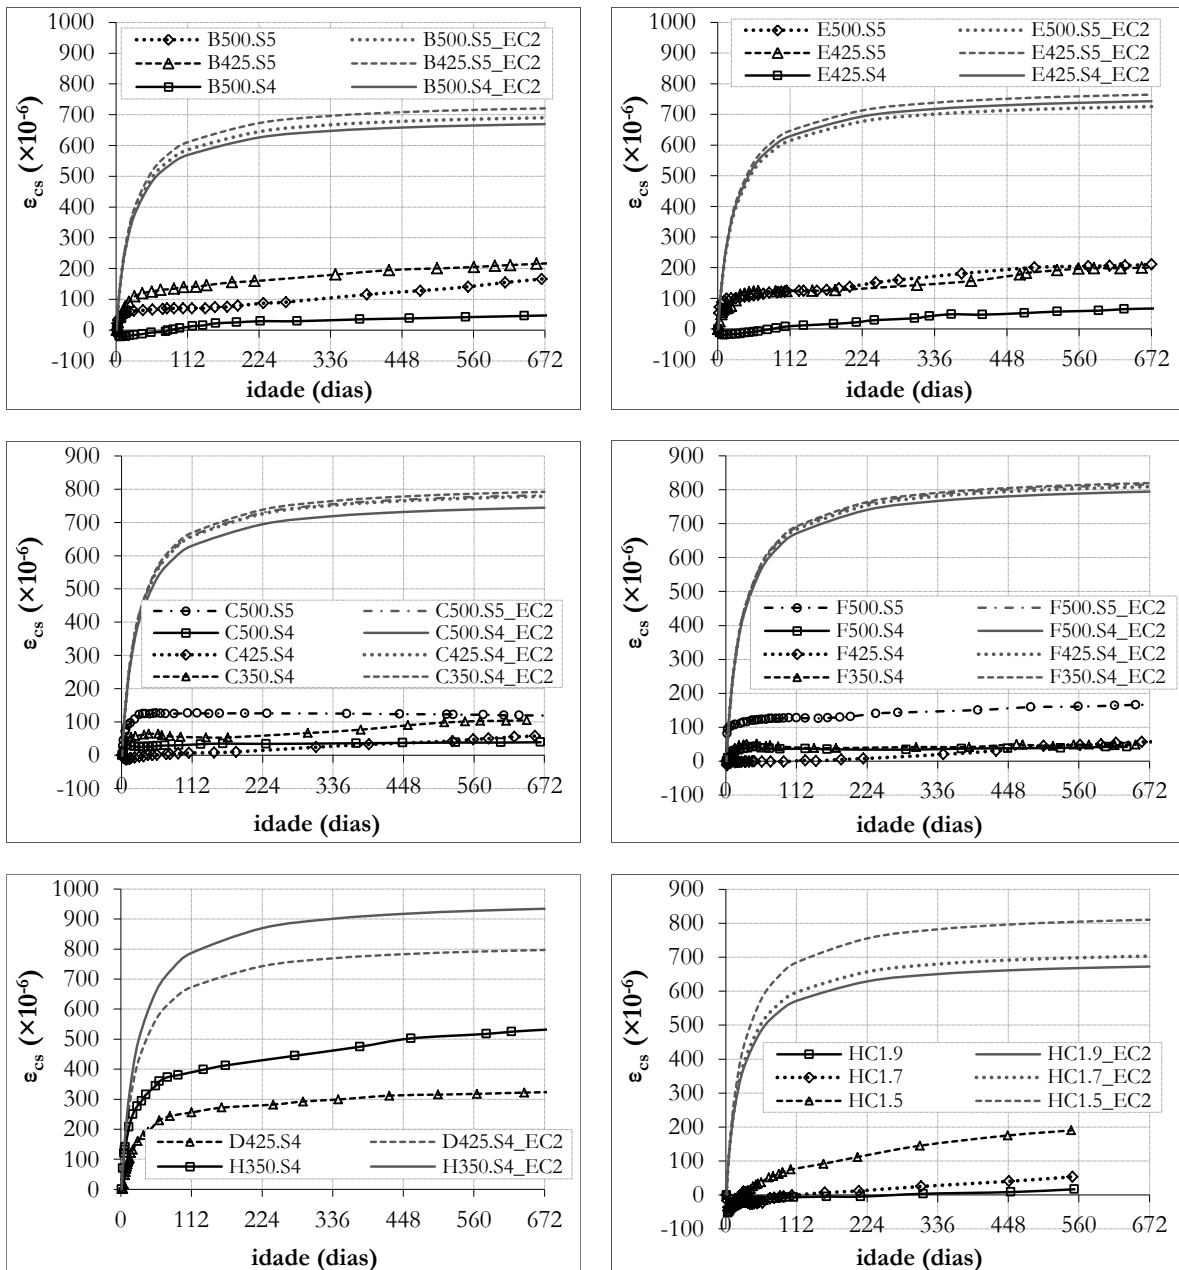 1000
900
800
700
600
500
400
300
200
100
0
-100
ε_cs (×10⁻⁶)
B500.S5 B500.S5_EC2
B425.S5 B425.S5_EC2
B500.S4 B500.S4_EC2
0 112 224 336 448 560 672
idade (dias)
1000
900
800
700
600
500
400
300
200
100
0
-100
ε_cs (×10⁻⁶)
E500.S5 E500.S5_EC2
E425.S5 E425.S5_EC2
E425.S4 E425.S4_EC2
0 112 224 336 448 560 672
idade (dias)
900
800
700
600
500
400
300
200
100
0
-100
ε_cs (×10⁻⁶)
C500.S5 C500.S5_EC2
C500.S4 C500.S4_EC2
C425.S4 C425.S4_EC2
C350.S4 C350.S4_EC2
0 112 224 336 448 560 672
idade (dias)
900
800
700
600
500
400
300
200
100
0
-100
ε_cs (×10⁻⁶)
F500.S5 F500.S5_EC2
F500.S4 F500.S4_EC2
F425.S4 F425.S4_EC2
F350.S4 F350.S4_EC2
0 112 224 336 448 560 672
idade (dias)
1000
900
800
700
600
500
400
300
200
100
0
ε_cs (×10⁻⁶)
D425.S4 D425.S4_EC2
H350.S4 H350.S4_EC2
0 112 224 336 448 560 672
idade (dias)
900
800
700
600
500
400
300
200
100
0
-100
ε_cs (×10⁻⁶)
HC1.9 HC1.9_EC2
HC1.7 HC1.7_EC2
HC1.5 HC1.5_EC2
0 112 224 336 448 560 672
idade (dias)